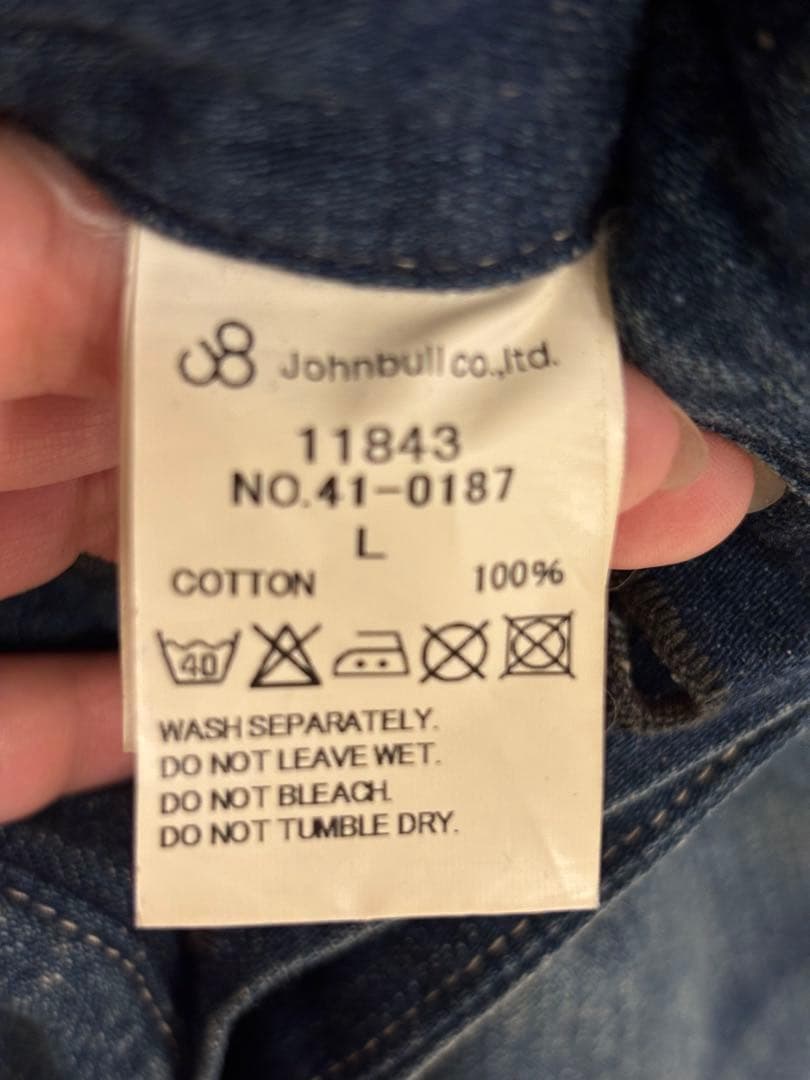 Johnbull co.,ltd.
11843
NO.41-0187
L
COTTON 100%
40
WASH SEPARATELY.
DO NOT LEAVE WET.
DO NOT BLEACH.
DO NOT TUMBLE DRY.